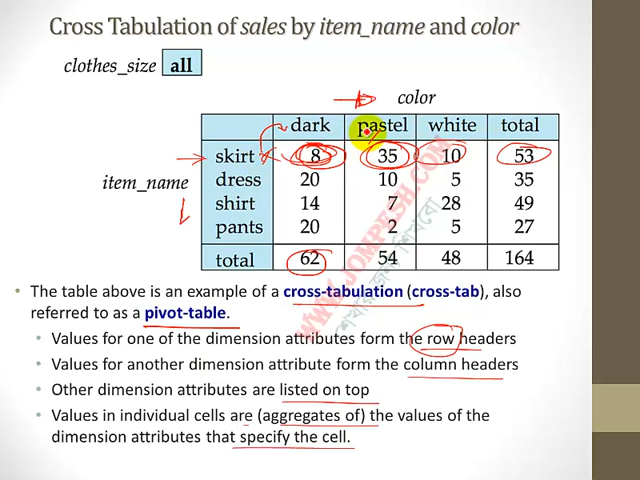 Cross Tabulation of sales by item_name and color
clothes_size all
color
dark pastel white total
skirt 8 35 10 53
item_name
dress 20 10 5 35
shirt 14 7 28 49
pants 20 2 5 27
total 62 54 48 164
• The table above is an example of a cross-tabulation (cross-tab), also
referred to as a pivot-table.
• Values for one of the dimension attributes form the row headers
• Values for another dimension attribute form the column headers
• Other dimension attributes are listed on top
• Values in individual cells are (aggregates of) the values of the
dimension attributes that specify the cell.
WWW.JOMPESH.COM